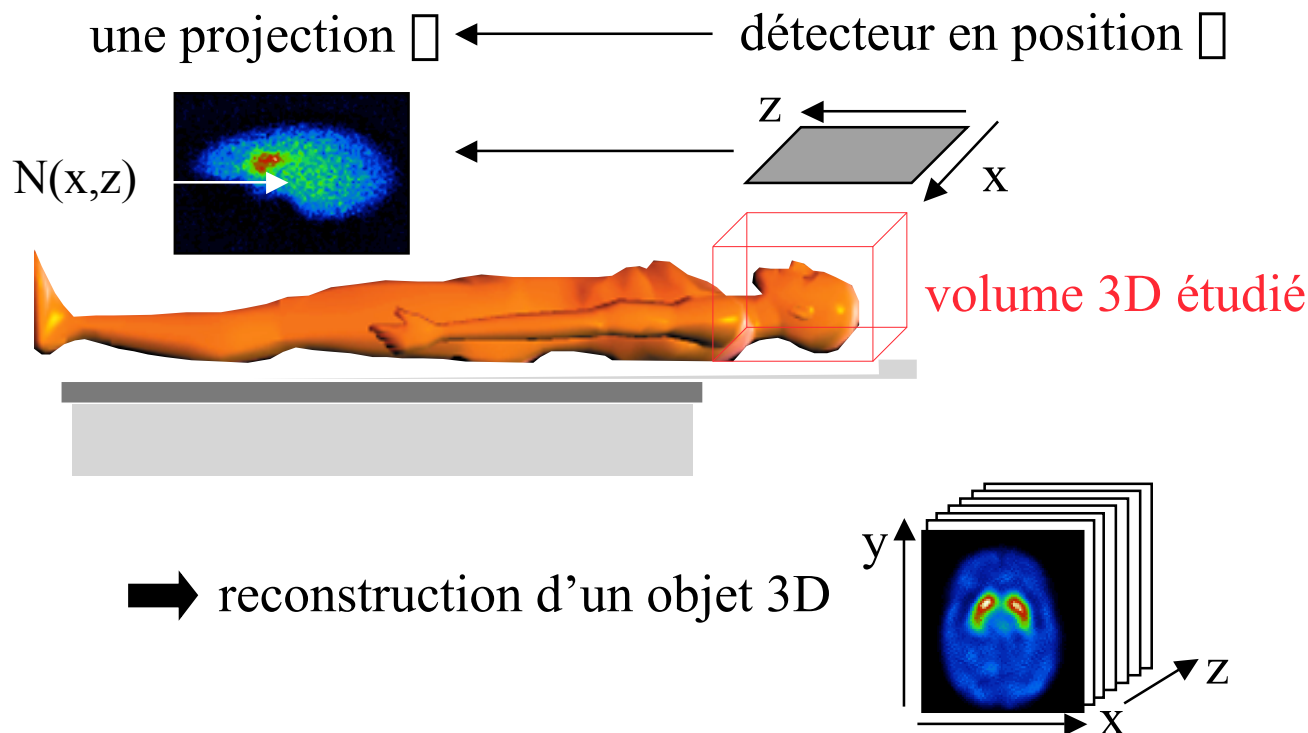 une projection
détecteur en position
z
x
N(x,z)
volume 3D étudié
y
reconstruction d’un objet 3D
z
x